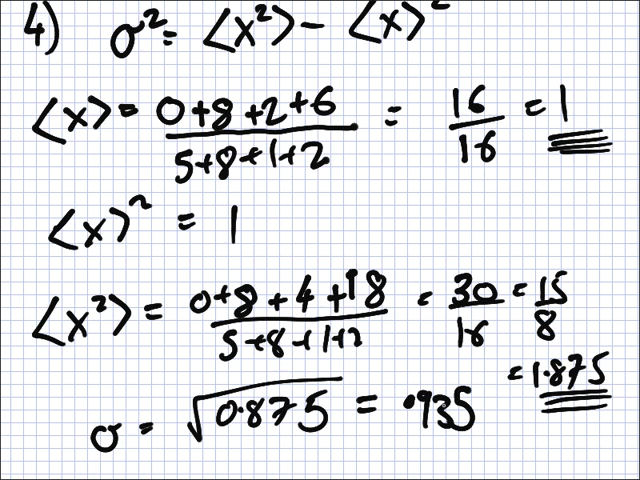 4) σ² = ⟨x²⟩ - ⟨x⟩²
⟨x⟩ = (0+8+2+6)/(5+8+1+2) = 16/16 = 1
⟨x⟩² = 1
⟨x²⟩ = (0+8+4+18)/(5+8+1+2) = 30/16 = 15/8
= 1.875
σ = √0.875 = .935